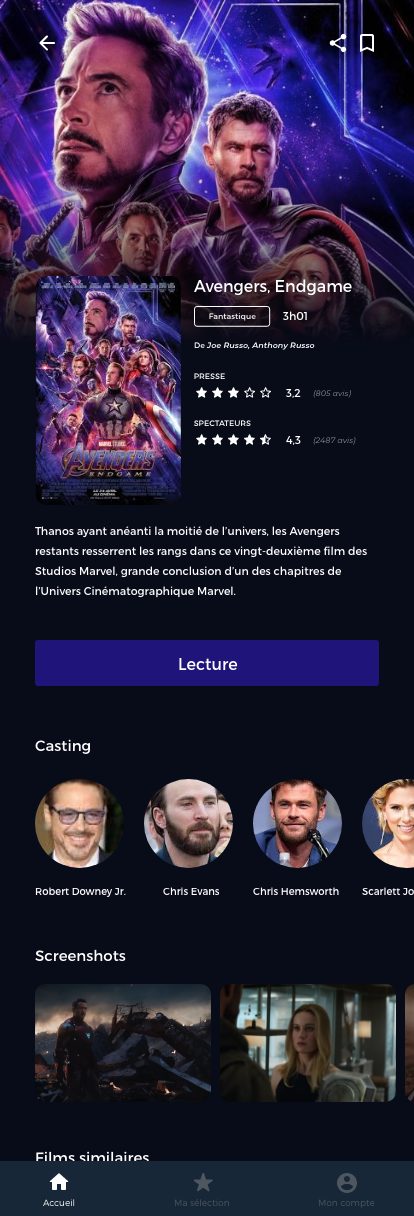 Avengers, Endgame
Fantastique 3h01
De Joe Russo, Anthony Russo
PRESSE
3.2 (805 avis)
SPECTATEURS
4,3 (2487 avis)
MARVEL STUDIOS
AVENGERS
ENDGAME
Thanos ayant anéanti la moitié de l'univers, les Avengers
restants resserrent les rangs dans ce vingt-deuxième film des
Studios Marvel, grande conclusion d'un des chapitres de
l'Univers Cinématographique Marvel.
Lecture
Casting
Robert Downey Jr. Chris Evans Chris Hemsworth Scarlett Jo
Screenshots
Films similaires
Accueil Ma sélection Mon compte